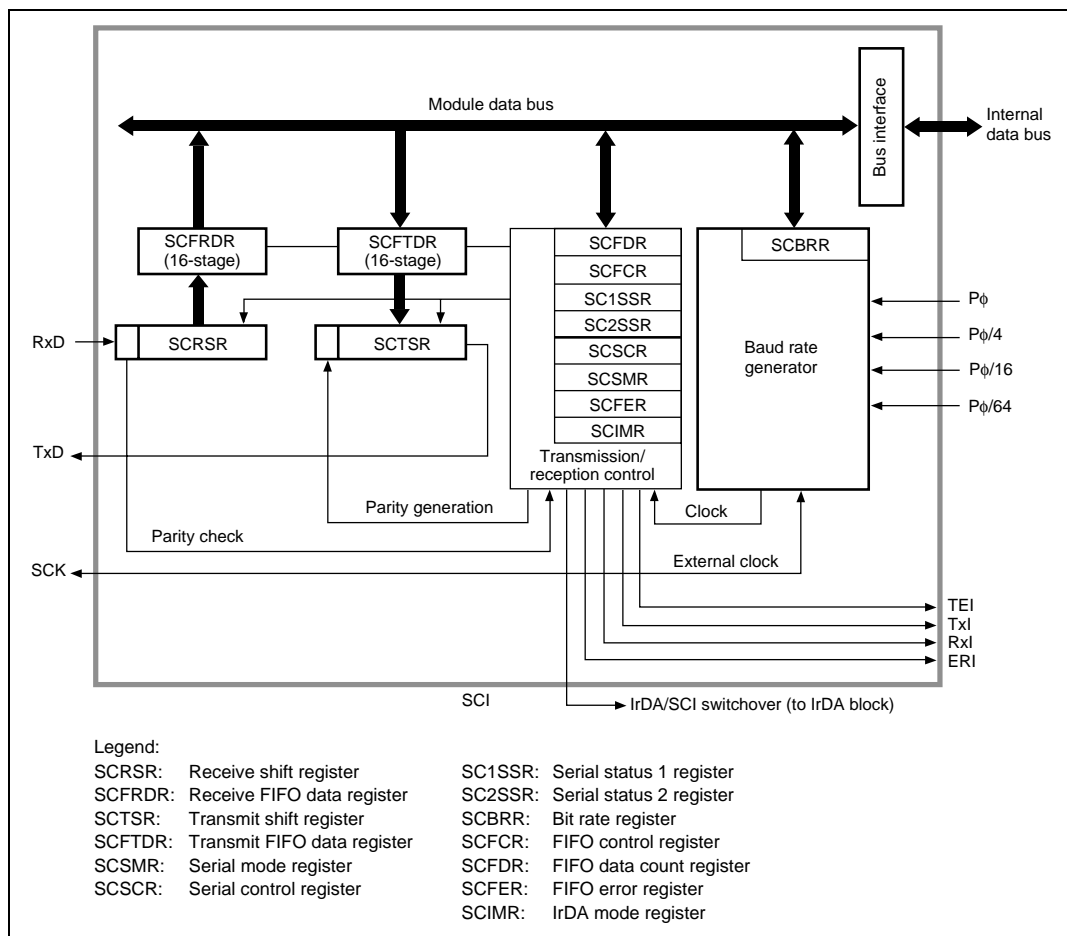 Module data bus
Bus interface
Internal
data bus
SCFRDR
(16-stage)
SCFTDR
(16-stage)
SCFDR
SCFCR
SC1SSR
SC2SSR
SCSCR
SCSMR
SCFER
SCIMR
Transmission/
reception control
SCBRR
Baud rate
generator
Pϕ
Pϕ/4
Pϕ/16
Pϕ/64
RxD
SCRSR
SCTSR
TxD
Parity generation
Clock
Parity check
SCK
External clock
TEI
TxI
RxI
ERI
SCI
IrDA/SCI switchover (to IrDA block)
Legend:
SCRSR: Receive shift register
SCFRDR: Receive FIFO data register
SCTSR: Transmit shift register
SCFTDR: Transmit FIFO data register
SCSMR: Serial mode register
SCSCR: Serial control register
SC1SSR: Serial status 1 register
SC2SSR: Serial status 2 register
SCBRR: Bit rate register
SCFCR: FIFO control register
SCFDR: FIFO data count register
SCFER: FIFO error register
SCIMR: IrDA mode register